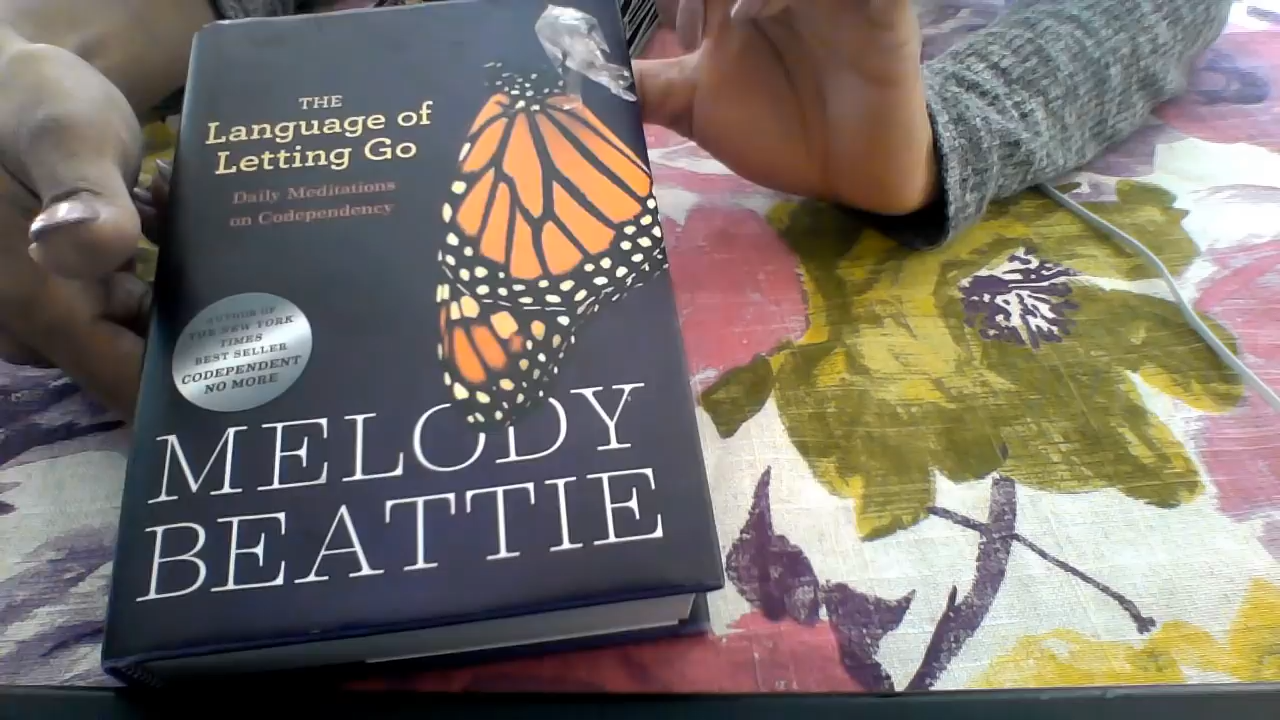 THE
Language of
Letting Go
Daily Meditations
on Codependency
AUTHOR OF
THE NEW YORK
TIMES
BEST SELLER
CODEPENDENT
NO MORE
MELODY
BEATTIE